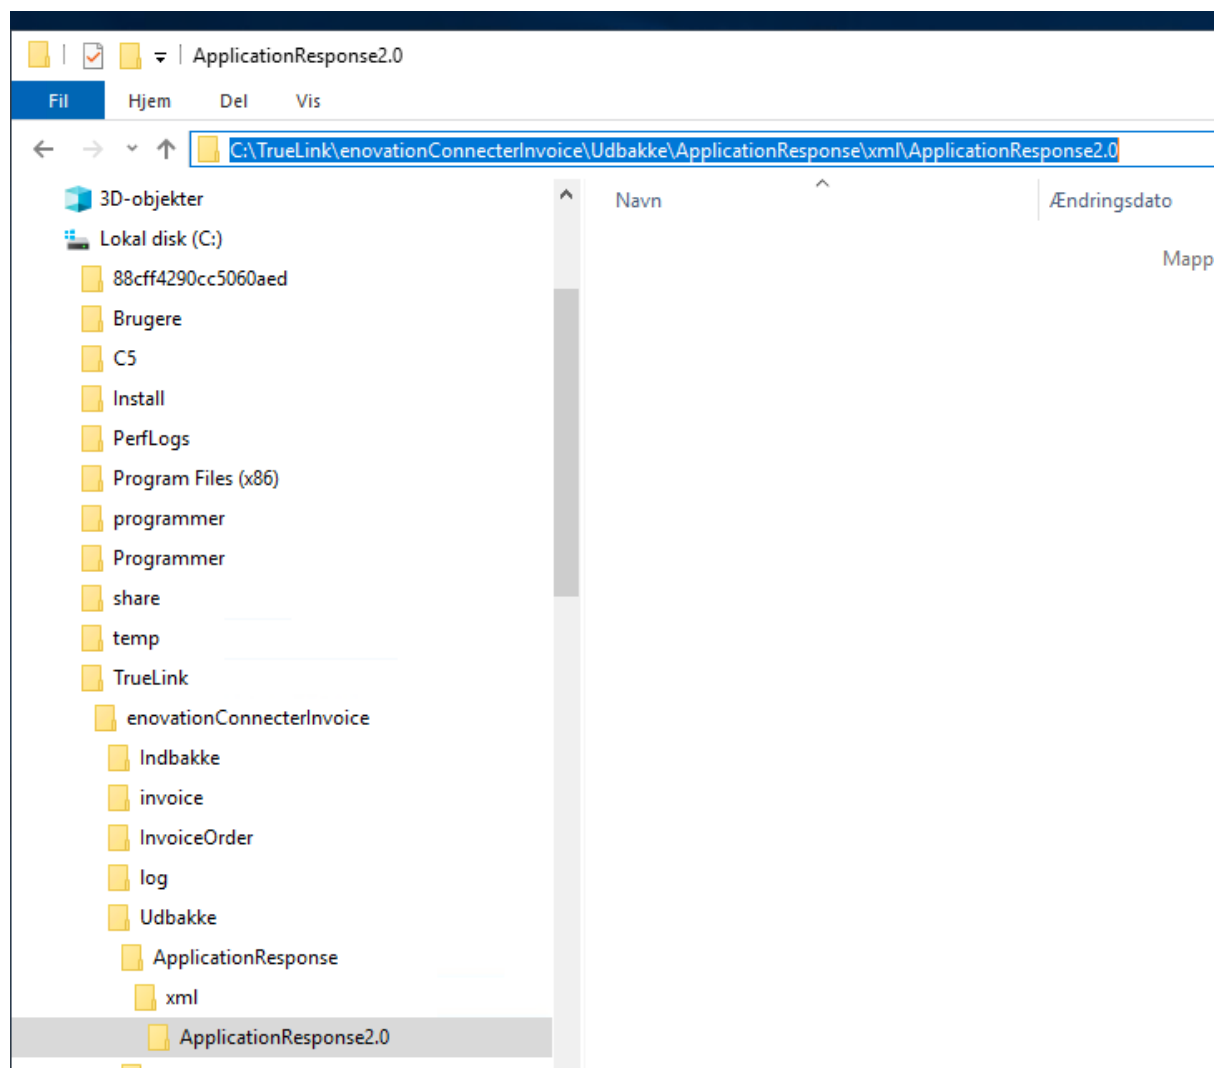 ApplicationResponse2.0
Fil Hjem Del Vis
C:\TrueLink\enovationConnecterInvoice\Udbakke\ApplicationResponse\xml\ApplicationResponse2.0
3D-objekter
Lokal disk (C:)
88cff4290cc5060aed
Brugere
C5
Install
PerfLogs
Program Files (x86)
programmer
Programmer
share
temp
TrueLink
enovationConnecterInvoice
Indbakke
invoice
InvoiceOrder
log
Udbakke
ApplicationResponse
xml
ApplicationResponse2.0
Navn Ændringsdato
Mapp